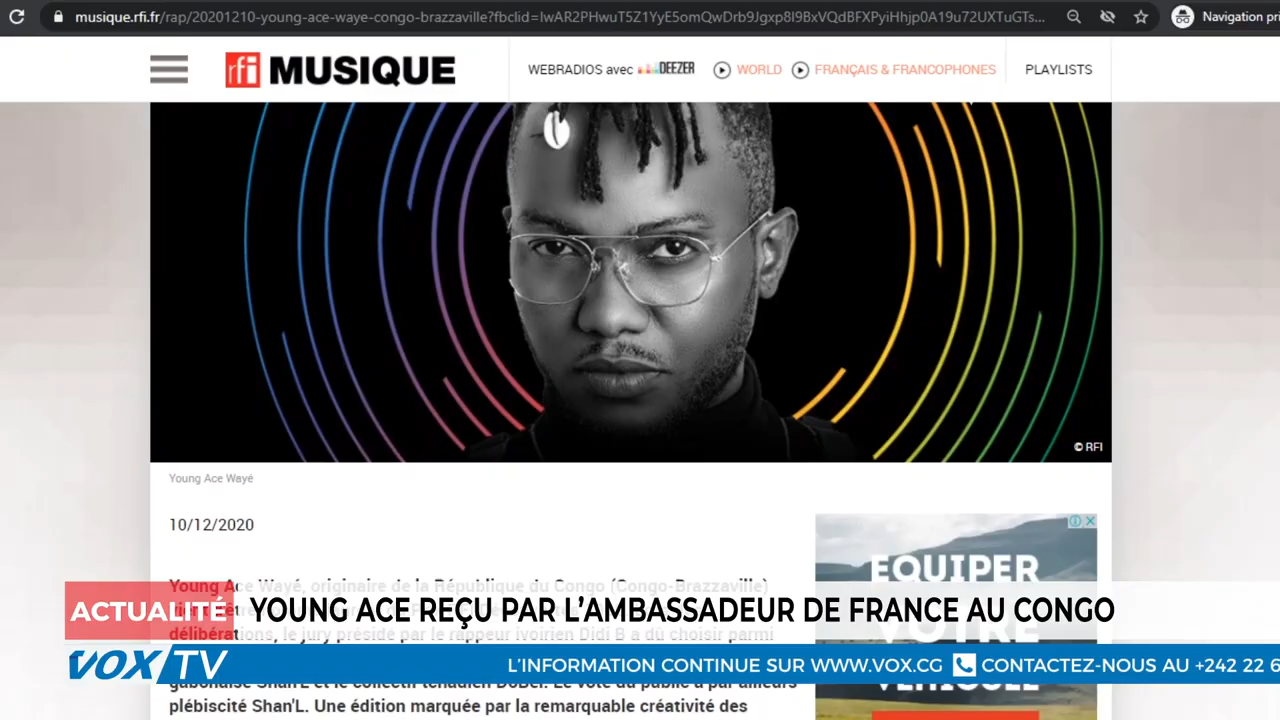 musique.rfi.fr/rap/20201210-young-ace-waye-congo-brazzaville?fbclid=IwAR2PHwuT5Z1YyE5omQwDrb9Jgxp8I9BxVQdBFXPyiHhjp0A19u72UXTuGTs...
Navigation pri
rfi MUSIQUE
WEBRADIOS avec DEEZER WORLD FRANÇAIS & FRANCOPHONES PLAYLISTS
© RFI
Young Ace Wayé
10/12/2020
EQUIPER
VOTRE
VÉHICULE
Young Ace Wayé, originaire de la République du Congo (Congo-Brazzaville)
ACTUALITÉ YOUNG ACE REÇU PAR L'AMBASSADEUR DE FRANCE AU CONGO
délibérations, le jury présidé par le rappeur ivoirien Didi B a dû choisir parmi
VOX TV L'INFORMATION CONTINUE SUR WWW.VOX.CG CONTACTEZ-NOUS AU +242 22 6
gabonaise Shan'L et le collectif tchadien DoBel. Le vote du public a par ailleurs
plébiscité Shan'L. Une édition marquée par la remarquable créativité des